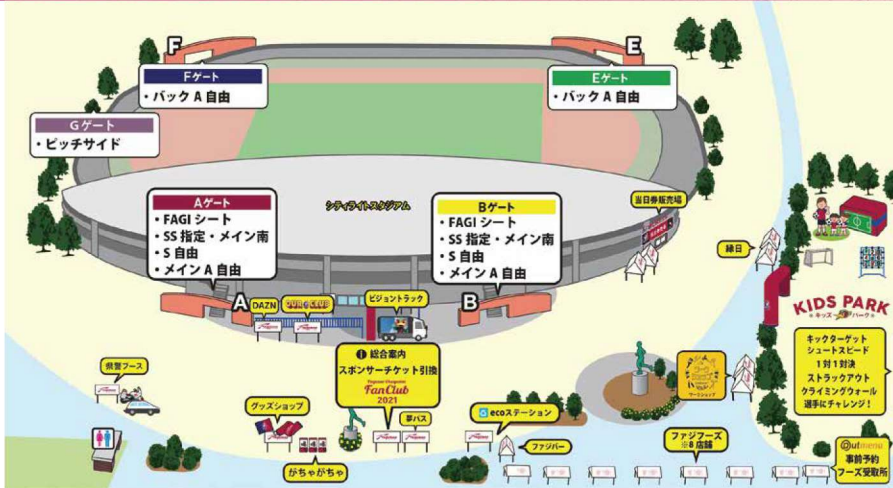 F
E
Fゲート
・バック A 自由
Eゲート
・バック A 自由
Gゲート
・ピッチサイド
シティライトスタジアム
Aゲート
・FAGI シート
・SS 指定・メイン南
・S 自由
・メイン A 自由
Bゲート
・FAGI シート
・SS 指定・メイン南
・S 自由
・メイン A 自由
当日券販売場
縁日
A
B
DAZN
OUR CLUB
ビジョントラック
KIDS PARK
キッズパーク
キックターゲット
シュートスピード
1対1対決
ストラックアウト
クライミングウォール
選手にチャレンジ!
総合案内
スポンサーチケット引換
FanClub
2021
県警ブース
グッズショップ
がちゃがちゃ
夢パス
ecoステーション
ファジバー
ワークショップ
ファジフーズ
※8店舗
menu
事前予約
フーズ受取所